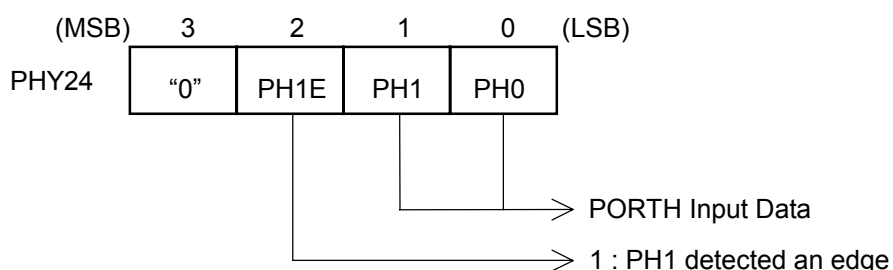 (MSB) 3 2 1 0 (LSB)
PHY24 “0” PH1E PH1 PH0
PORTH Input Data
1 : PH1 detected an edge